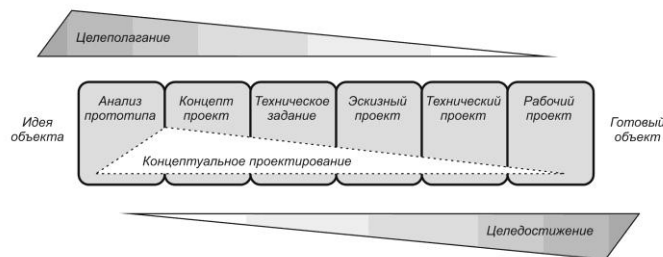 Целеполагание
Идея
объекта
Анализ
прототипа
Концепт
проект
Техническое
задание
Эскизный
проект
Технический
проект
Рабочий
проект
Готовый
объект
Концептуальное проектирование
Целедостижение